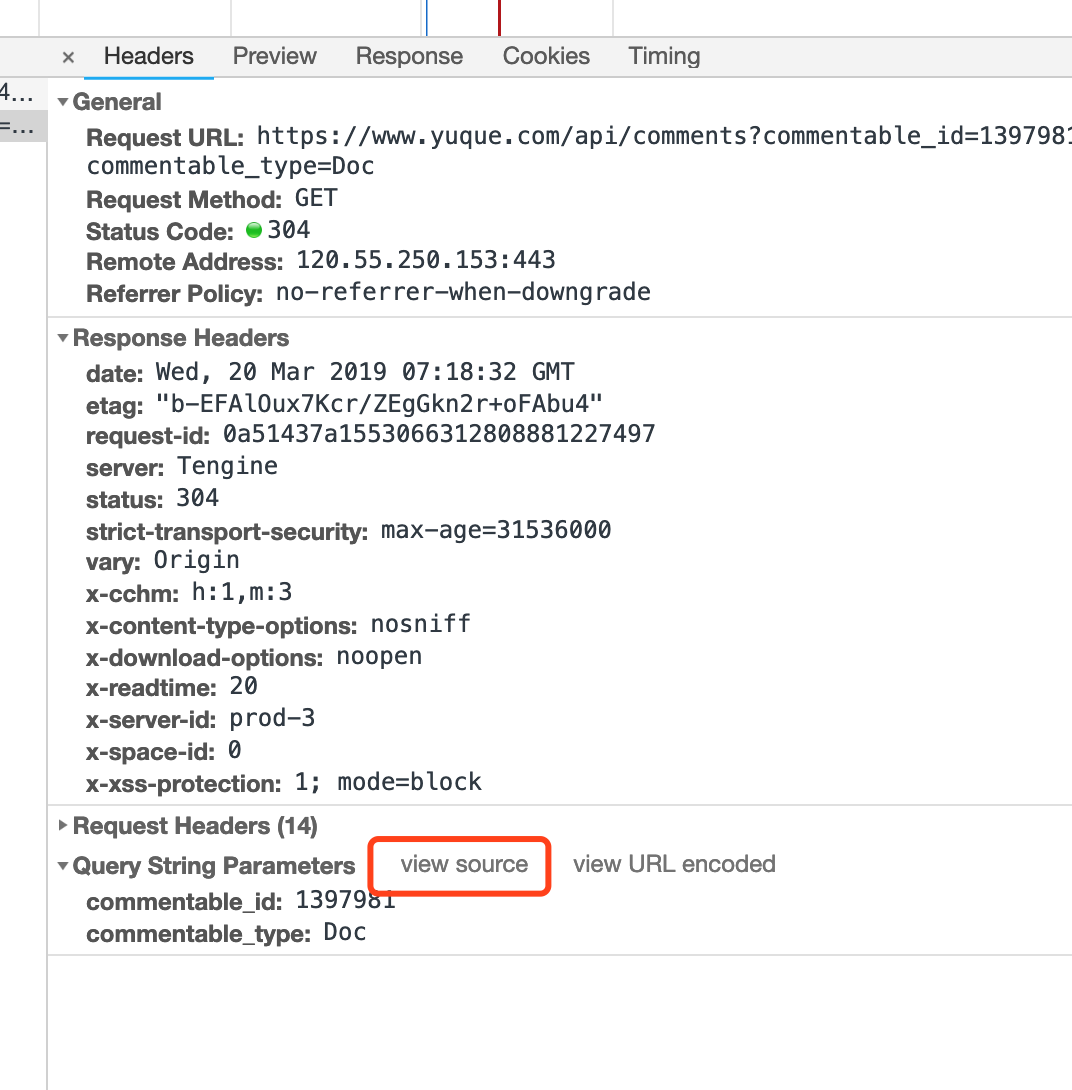 4...
=...
× Headers Preview Response Cookies Timing
General
Request URL: https://www.yuque.com/api/comments?commentable_id=1397981
commentable_type=Doc
Request Method: GET
Status Code: 304
Remote Address: 120.55.250.153:443
Referrer Policy: no-referrer-when-downgrade
Response Headers
date: Wed, 20 Mar 2019 07:18:32 GMT
etag: "b-EFAlOux7Kcr/ZEgGkn2r+oFAbu4"
request-id: 0a51437a1553066312808881227497
server: Tengine
status: 304
strict-transport-security: max-age=31536000
vary: Origin
x-cchm: h:1,m:3
x-content-type-options: nosniff
x-download-options: noopen
x-readtime: 20
x-server-id: prod-3
x-space-id: 0
x-xss-protection: 1; mode=block
Request Headers (14)
Query String Parameters view source view URL encoded
commentable_id: 1397981
commentable_type: Doc